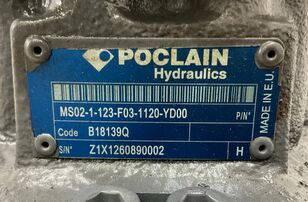 POCLAIN
Hydraulics
MADE IN E.U.
MS02-1-123-F03-1120-YD00 P/N°
Code B18139Q
S/N° Z1X1260890002 H